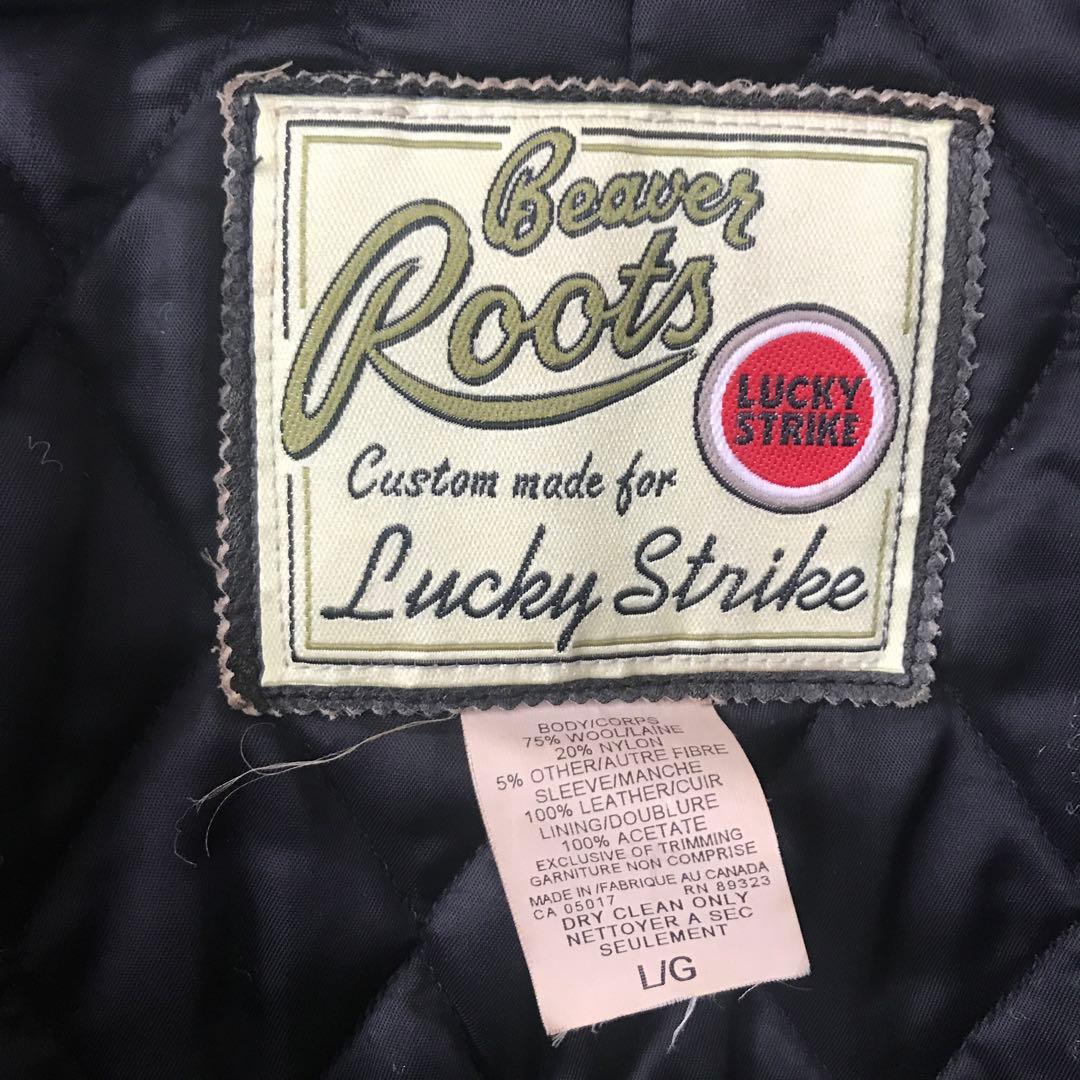 Beaver
Roots
LUCKY
STRIKE
Custom made for
Lucky Strike
BODY/CORPS
75% WOOL/LAINE
20% NYLON
5% OTHER/AUTRE FIBRE
SLEEVE/MANCHE
100% LEATHER/CUIR
LINING/DOUBLURE
100% ACETATE
EXCLUSIVE OF TRIMMING
GARNITURE NON COMPRISE
MADE IN /FABRIQUE AU CANADA
CA 05017 RN 89323
DRY CLEAN ONLY
NETTOYER A SEC
SEULEMENT
L/G